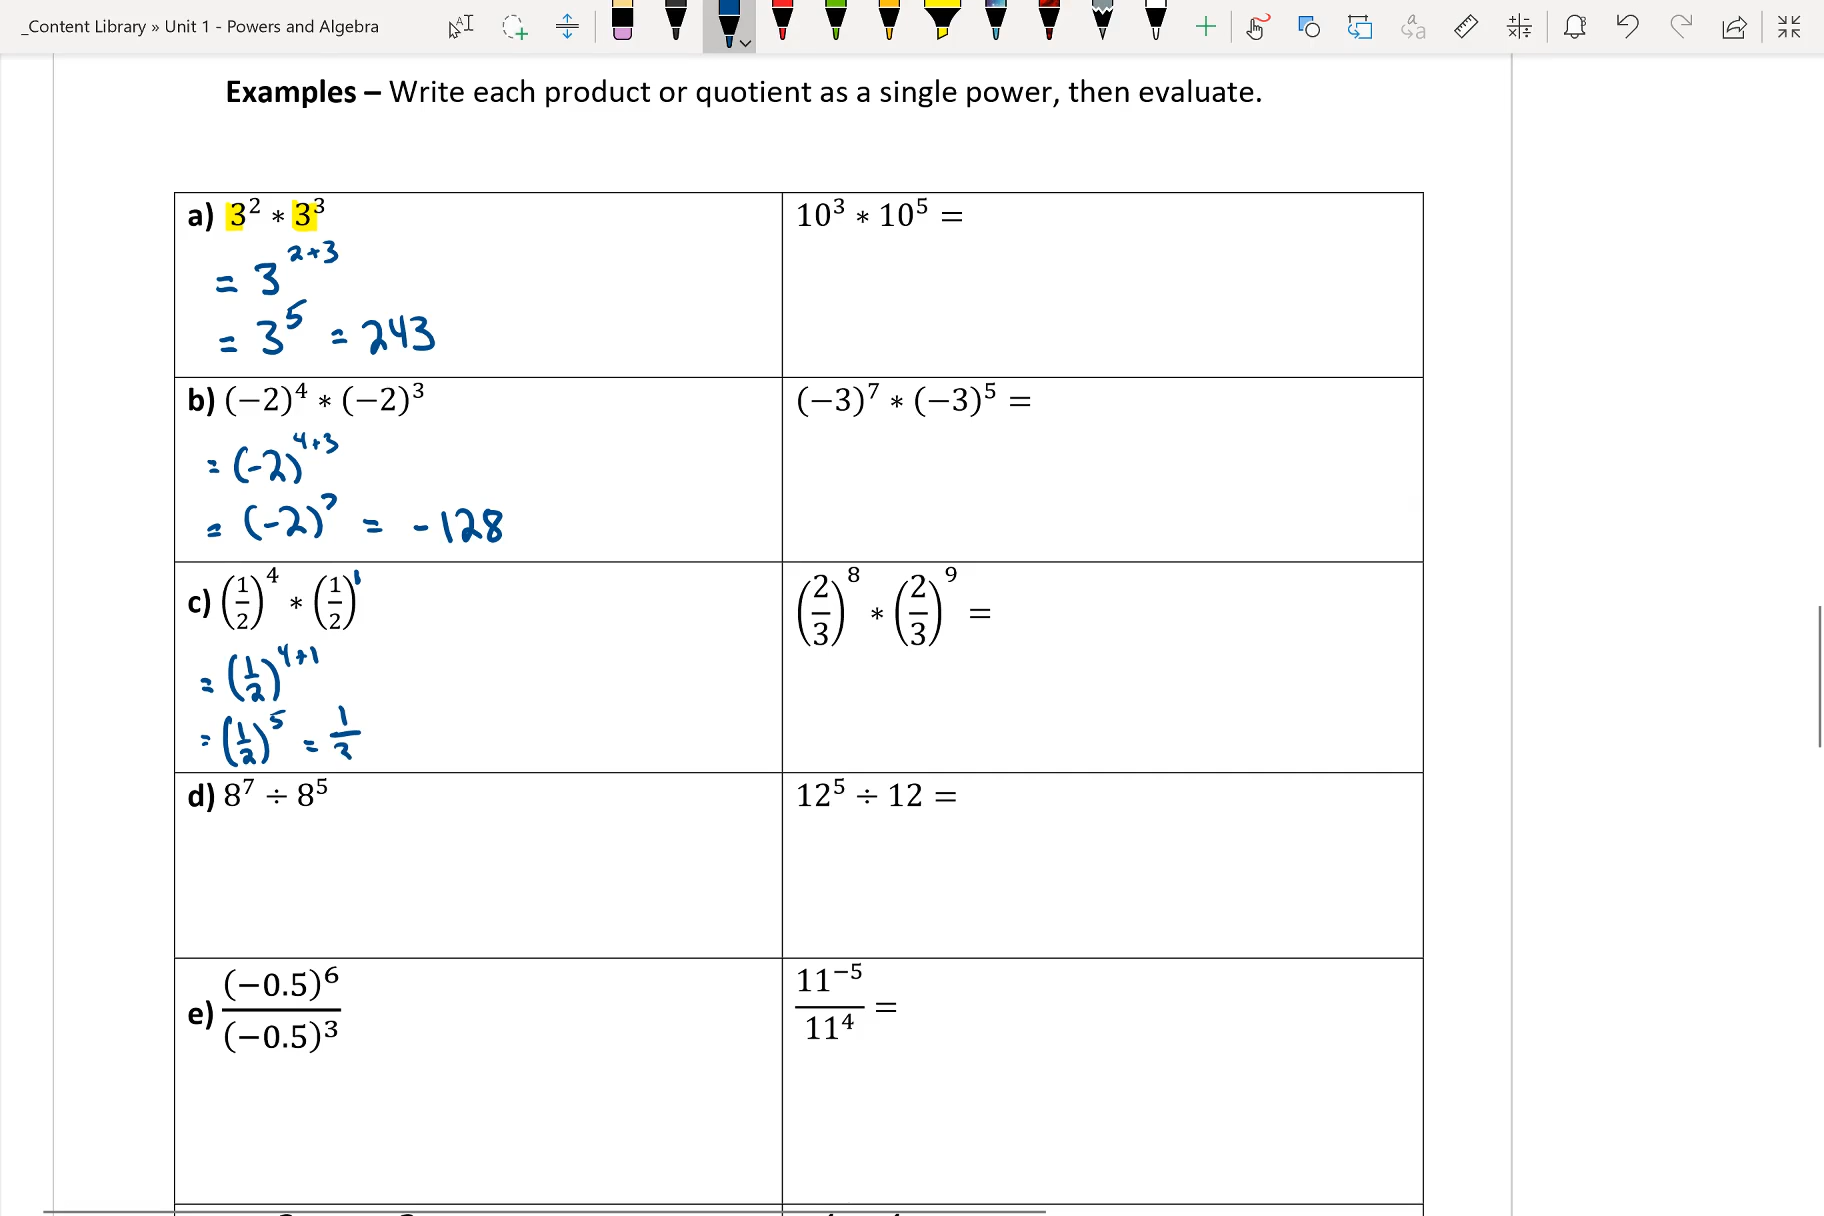 _Content Library » Unit 1 - Powers and Algebra
Examples – Write each product or quotient as a single power, then evaluate.
a) 3² * 3³
= 3²⁺³
= 3⁵ = 243
10³ * 10⁵ =
b) (−2)⁴ * (−2)³
= (-2)⁴⁺³
= (-2)⁷ = -128
(−3)⁷ * (−3)⁵ =
c) (1/2)⁴ * (1/2)¹
= (1/2)⁴⁺¹
= (1/2)⁵ = 1/3
(2/3)⁸ * (2/3)⁹ =
d) 8⁷ ÷ 8⁵
12⁵ ÷ 12 =
e) (−0.5)⁶/(−0.5)³
11⁻⁵/11⁴ =